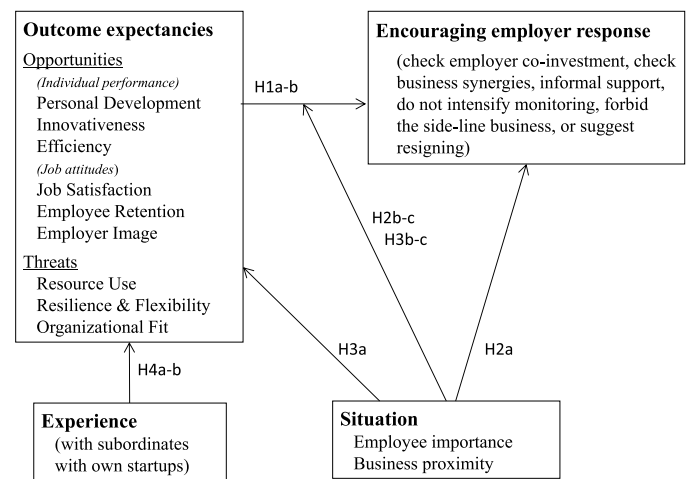 Outcome expectancies
Opportunities
(Individual performance)
Personal Development
Innovativeness
Efficiency
(Job attitudes)
Job Satisfaction
Employee Retention
Employer Image
Threats
Resource Use
Resilience & Flexibility
Organizational Fit
H1a-b
Encouraging employer response
(check employer co-investment, check
business synergies, informal support,
do not intensify monitoring, forbid
the side-line business, or suggest
resigning)
H2b-c
H3b-c
H3a
H2a
H4a-b
Experience
(with subordinates
with own startups)
Situation
Employee importance
Business proximity